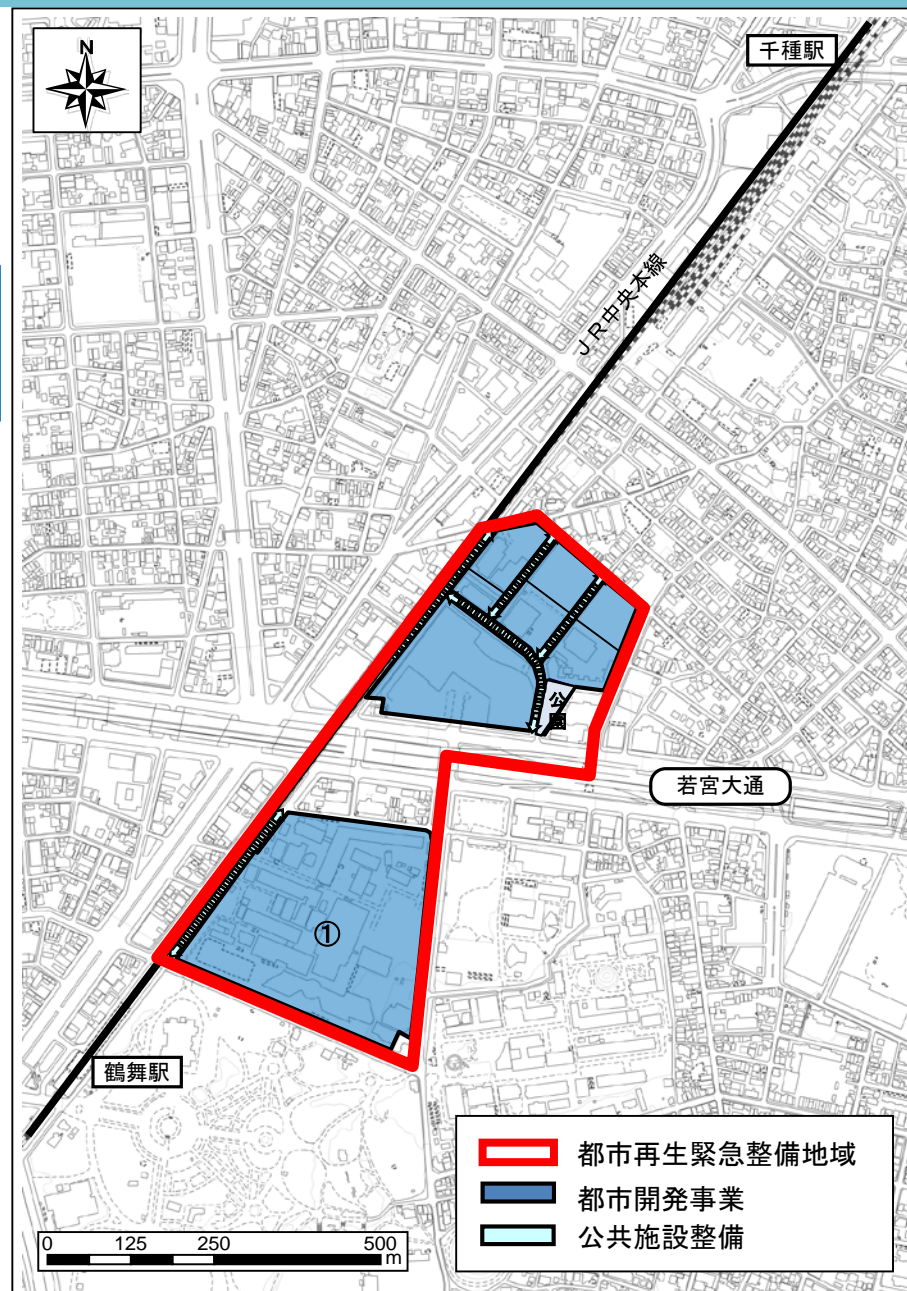 N
千種駅
JR中央本線
公園
若宮大通
①
鶴舞駅
都市再生緊急整備地域
都市開発事業
公共施設整備
0 125 250 500
m